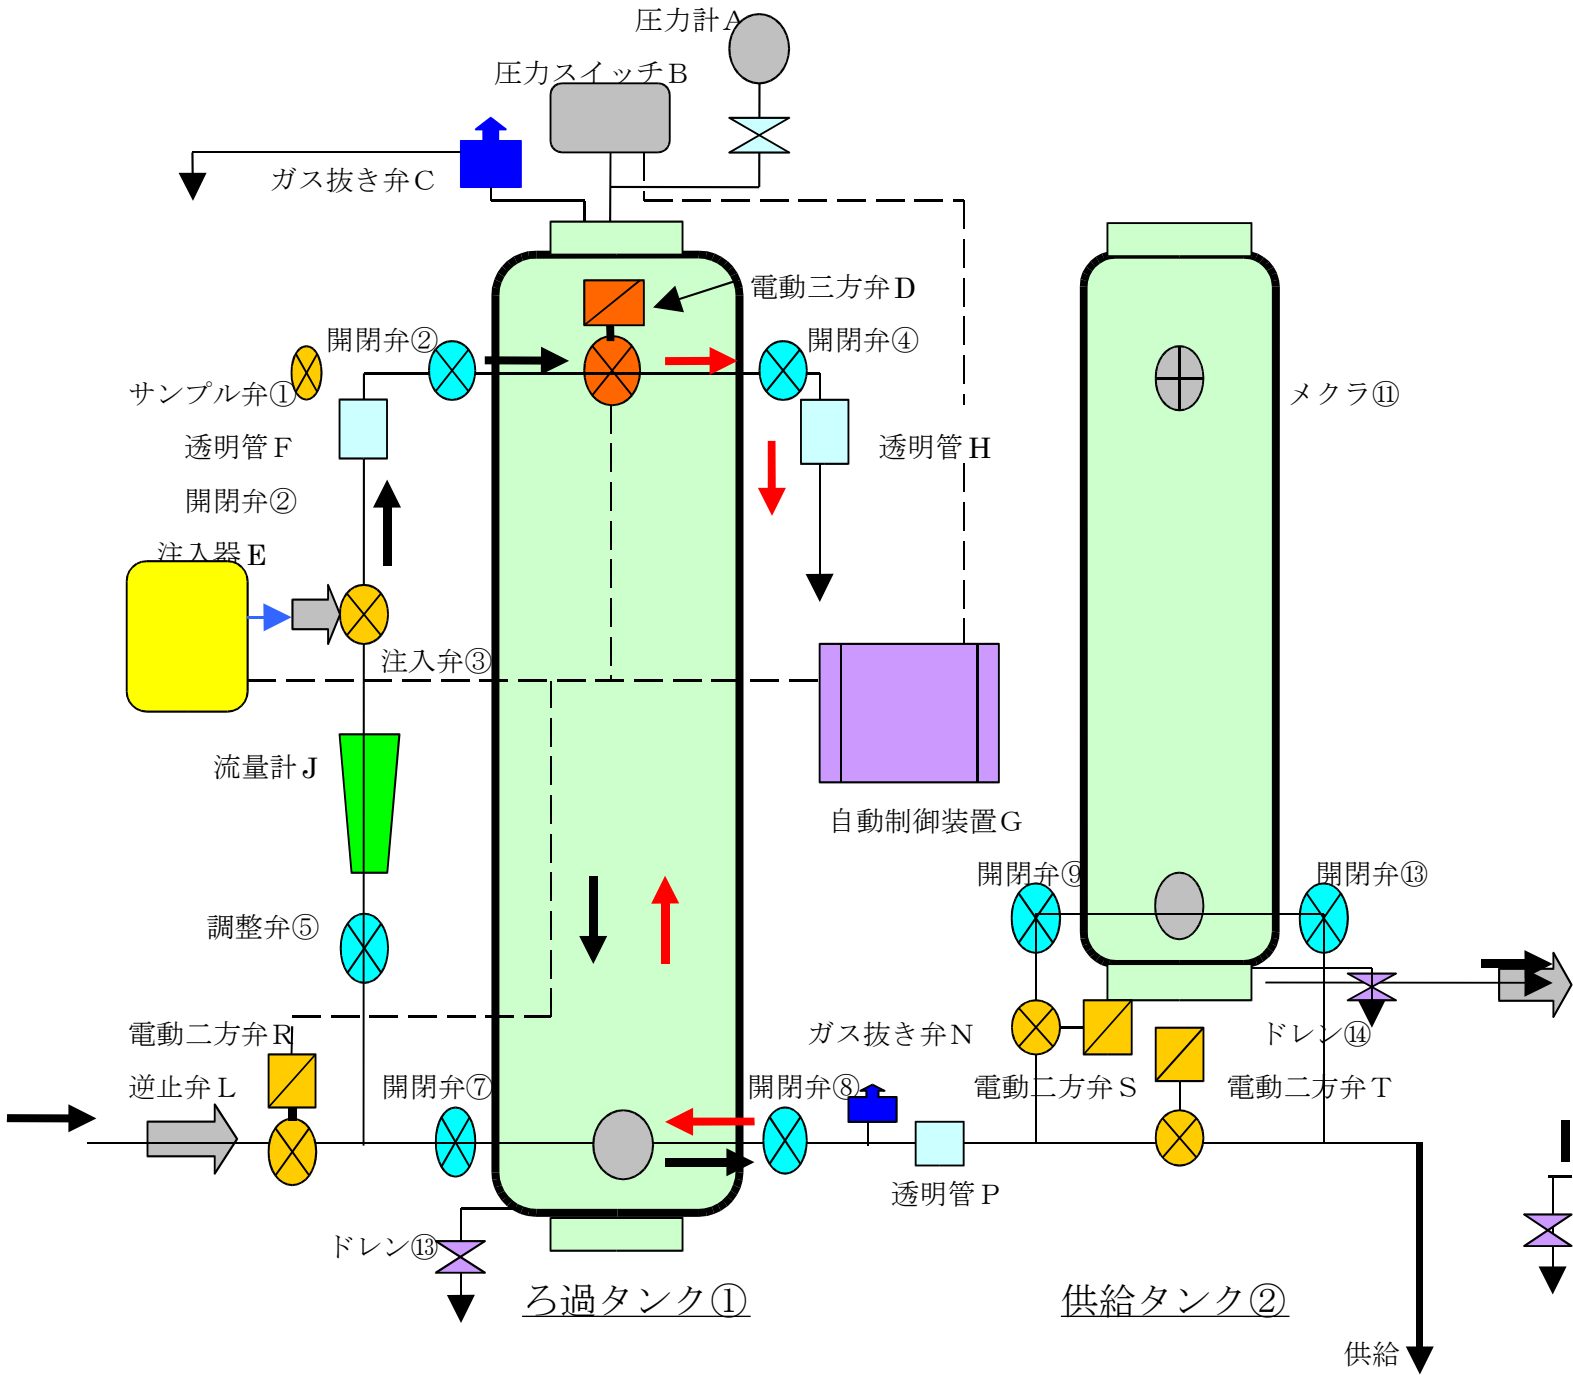 圧力計A
圧力スイッチB
ガス抜き弁C
電動三方弁D
開閉弁②
開閉弁④
サンプル弁①
メクラ⑪
透明管F
透明管H
開閉弁②
注入器E
注入弁③
流量計J
自動制御装置G
開閉弁⑨
開閉弁⑬
調整弁⑤
電動二方弁R
ガス抜き弁N
ドレン⑭
逆止弁L
開閉弁⑦
開閉弁⑧
電動二方弁S
電動二方弁T
透明管P
ドレン⑬
ろ過タンク①
供給タンク②
供給